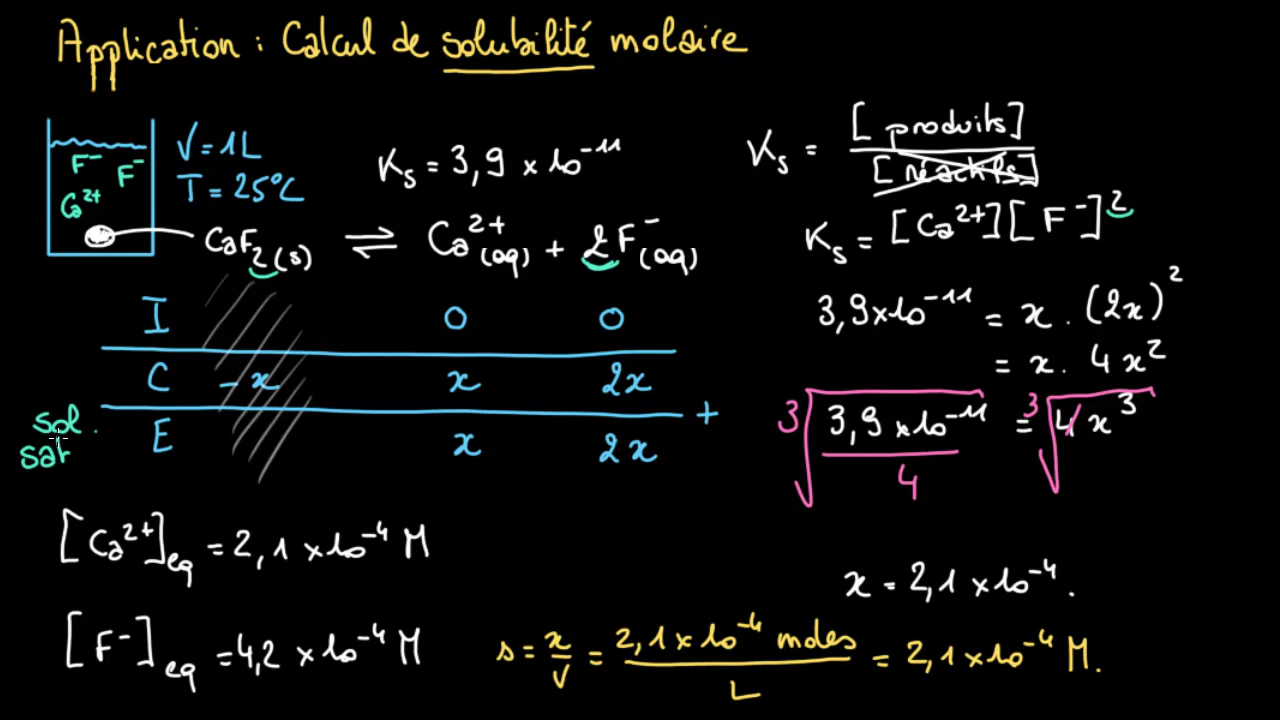 Application : Calcul de solubilité molaire
F⁻ F⁻
Ca²⁺
V = 1L
T = 25°C
Kₛ = 3,9 × 10⁻¹¹
CaF₂(s) ⇌ Ca²⁺(aq) + 2F⁻(aq)
I 0 0
C -x x 2x
+
sol. sat E x 2x
[Ca²⁺]eq = 2,1 × 10⁻⁴ M
[F⁻]eq = 4,2 × 10⁻⁴ M
Kₛ = [produits] / [réactifs]
Kₛ = [Ca²⁺][F⁻]²
3,9 × 10⁻¹¹ = x . (2x)²
= x . 4x²
³√(3,9 × 10⁻¹¹ / 4) = ³√(4x³)
x = 2,1 × 10⁻⁴.
s = x/V = 2,1 × 10⁻⁴ moles / L = 2,1 × 10⁻⁴ M.